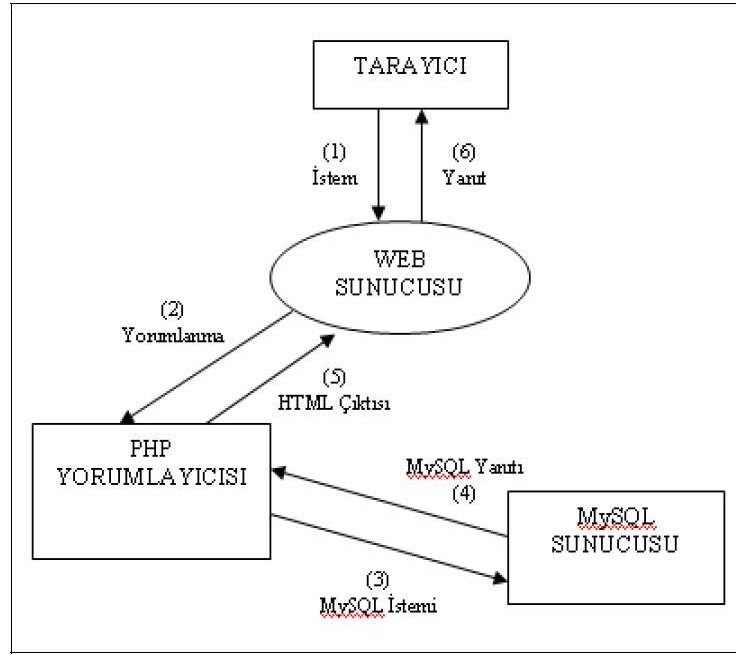 TARAYICI
(1)
İstem
(6)
Yanıt
WEB
SUNUCUSU
(2)
Yorumlanma
(5)
HTML Çıktısı
PHP
YORUMLAYICISI
MySQL Yanıtı
(4)
MySQL
SUNUCUSU
(3)
MySQL İstemi